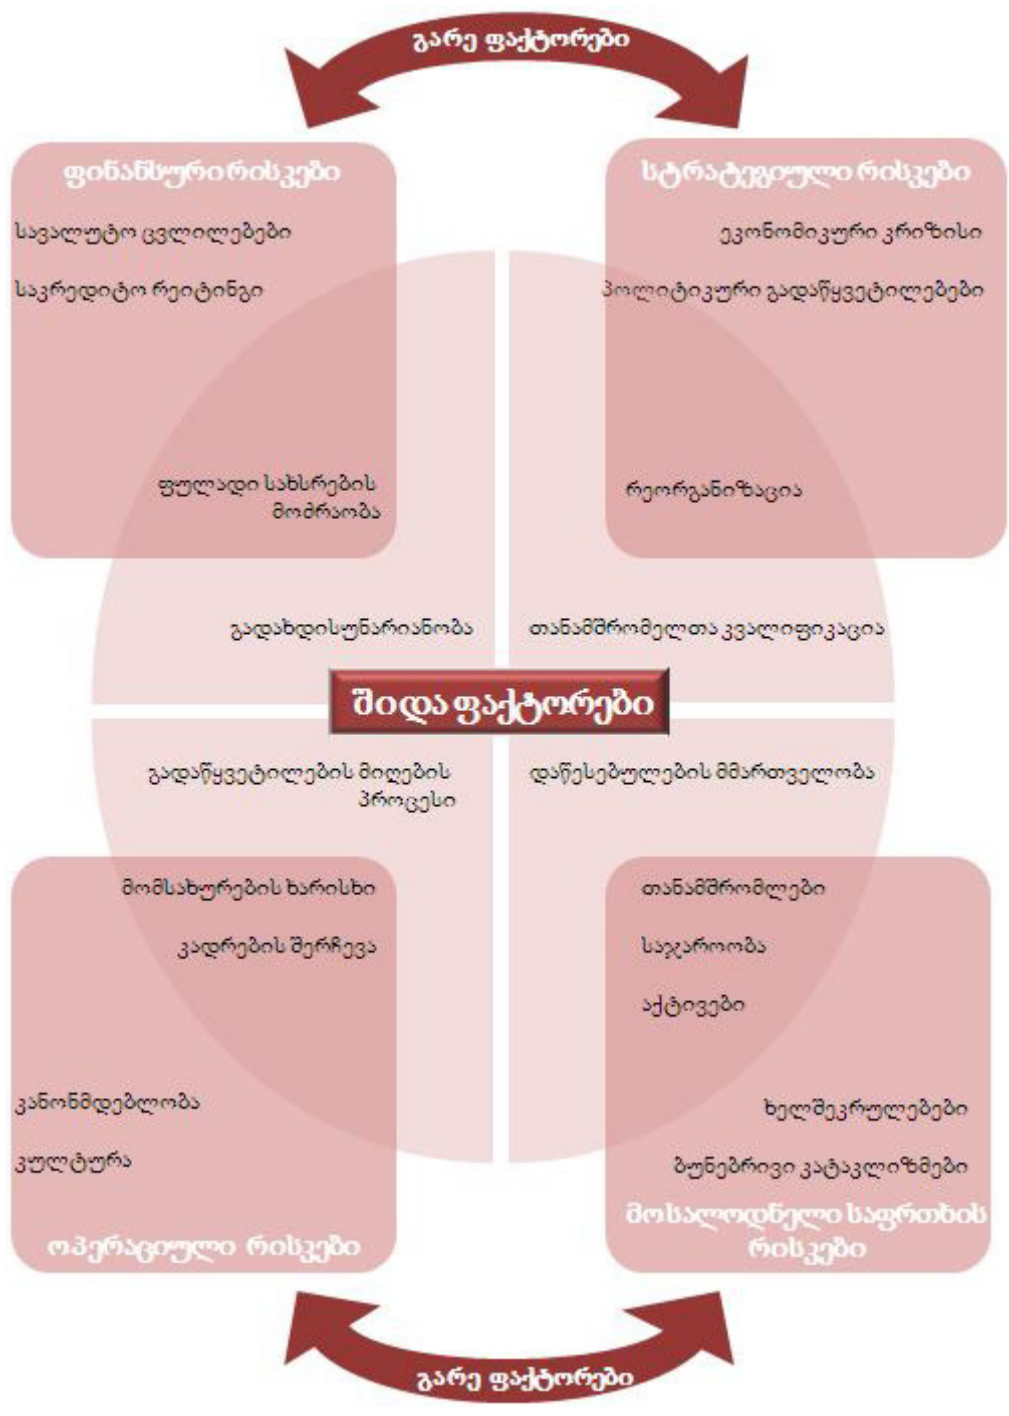 გარე ფაქტორები
ფინანსური რისკები
სავალუტო ცვლილებები
საკრედიტო რეიტინგი
ფულადი სახსრების
მოძრაობა
გადახდისუნარიანობა
სტრატეგიული რისკები
ეკონომიკური კრიზისი
პოლიტიკური გადაწყვეტილებები
რეორგანიზაცია
თანამშრომელთა კვალიფიკაცია
შიდა ფაქტორები
გადაწყვეტილების მიღების
პროცესი
მომსახურების ხარისხი
კადრების შერჩევა
კანონმდებლობა
კულტურა
ოპერაციული რისკები
დაწესებულების მმართველობა
თანამშრომლები
საჯაროობა
აქტივები
ხელშეკრულებები
ბუნებრივი კატაკლიზმები
მოსალოდნელი საფრთხის
რისკები
გარე ფაქტორები